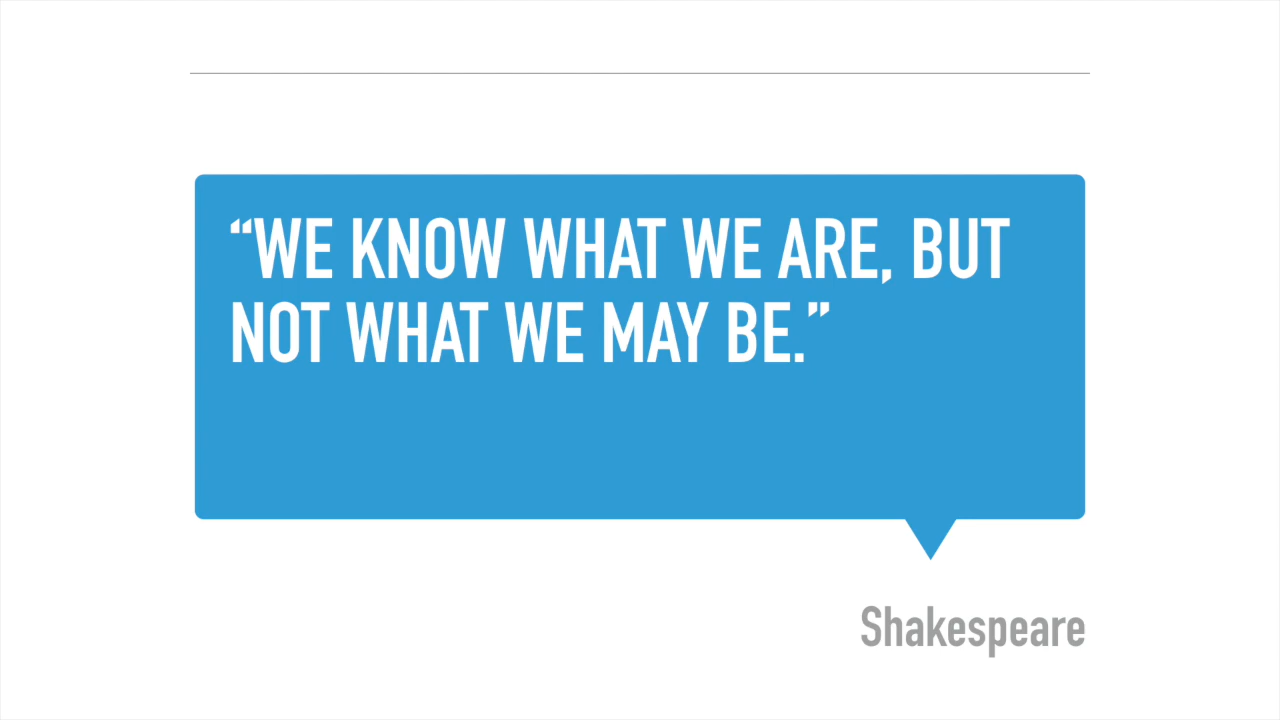 “WE KNOW WHAT WE ARE, BUT
NOT WHAT WE MAY BE.”
Shakespeare